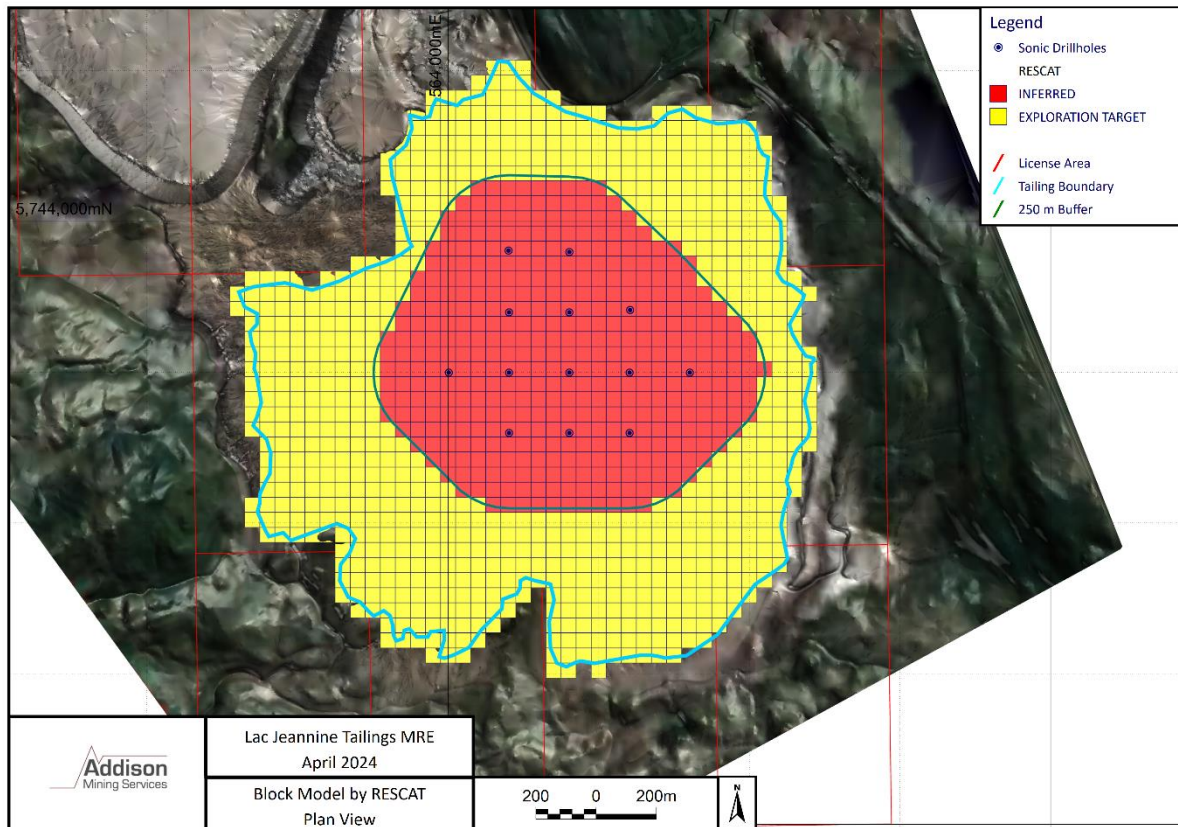 564,000mE
5,744,000mN
Legend
Sonic Drillholes
RESCAT
INFERRED
EXPLORATION TARGET
License Area
Tailing Boundary
250 m Buffer
Addison
Mining Services
Lac Jeannine Tailings MRE
April 2024
Block Model by RESCAT
Plan View
200 0 200m
N